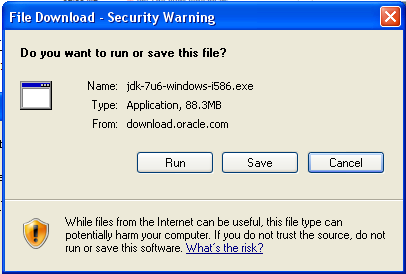 File Download - Security Warning
Do you want to run or save this file?
Name: jdk-7u6-windows-i586.exe
Type: Application, 88.3MB
From: download.oracle.com
Run Save Cancel
While files from the Internet can be useful, this file type can
potentially harm your computer. If you do not trust the source, do not
run or save this software. What's the risk?